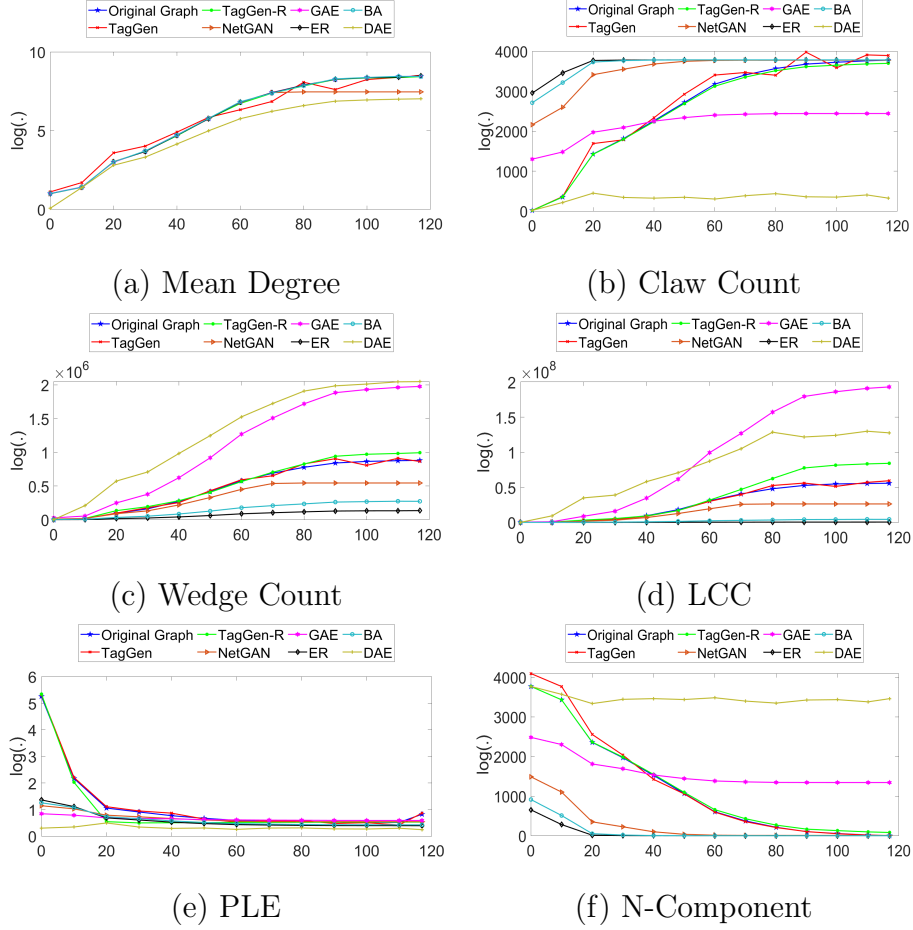 Original Graph TagGen-R GAE BA
TagGen NetGAN ER DAE
10
5
0
log(.)
0 20 40 60 80 100 120
(a) Mean Degree
Original Graph TagGen-R GAE BA
TagGen NetGAN ER DAE
4000
3000
2000
1000
0
log(.)
0 20 40 60 80 100 120
(b) Claw Count
Original Graph TagGen-R GAE BA
TagGen NetGAN ER DAE
×10^6
2
1.5
1
0.5
0
log(.)
0 20 40 60 80 100 120
(c) Wedge Count
Original Graph TagGen-R GAE BA
TagGen NetGAN ER DAE
×10^8
2
1.5
1
0.5
0
log(.)
0 20 40 60 80 100 120
(d) LCC
Original Graph TagGen-R GAE BA
TagGen NetGAN ER DAE
6
5
4
3
2
1
0
log(.)
0 20 40 60 80 100 120
(e) PLE
Original Graph TagGen-R GAE BA
TagGen NetGAN ER DAE
4000
3000
2000
1000
0
log(.)
0 20 40 60 80 100 120
(f) N-Component